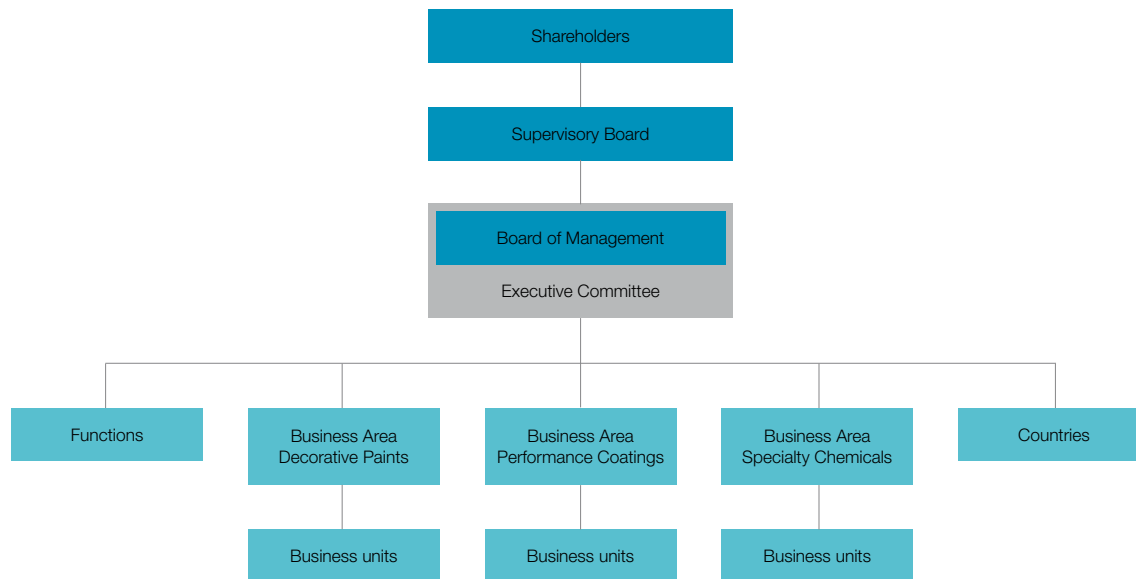 Shareholders
Supervisory Board
Board of Management
Executive Committee
Functions
Business Area
Decorative Paints
Business Area
Performance Coatings
Business Area
Specialty Chemicals
Countries
Business units
Business units
Business units